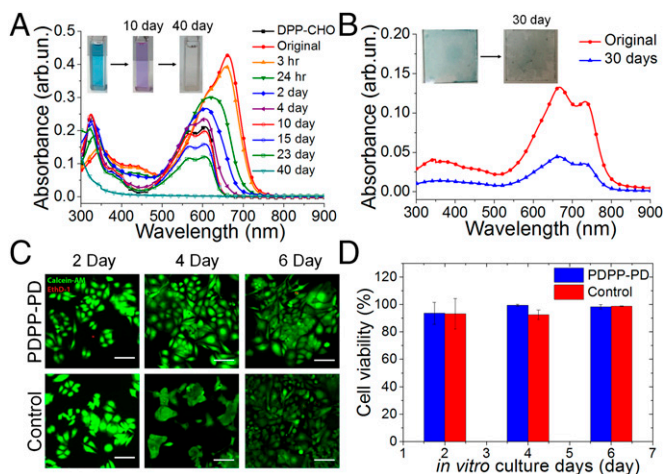 A
10 day
40 day
DPP-CHO
Original
3 hr
24 hr
2 day
4 day
10 day
15 day
23 day
40 day
Absorbance (arb.un.)
0.5
0.4
0.3
0.2
0.1
0.0
300 400 500 600 700 800 900
Wavelength (nm)
B
30 day
Original
30 days
Absorbance (arb.un.)
0.20
0.15
0.10
0.05
0.00
300 400 500 600 700 800 900
Wavelength (nm)
C
2 Day 4 Day 6 Day
Calcein-AM
EthD-1
PDPP-PD
Control
D
PDPP-PD
Control
Cell viability (%)
120
100
80
60
40
20
0
1 2 3 4 5 6 7
in vitro culture days (day)